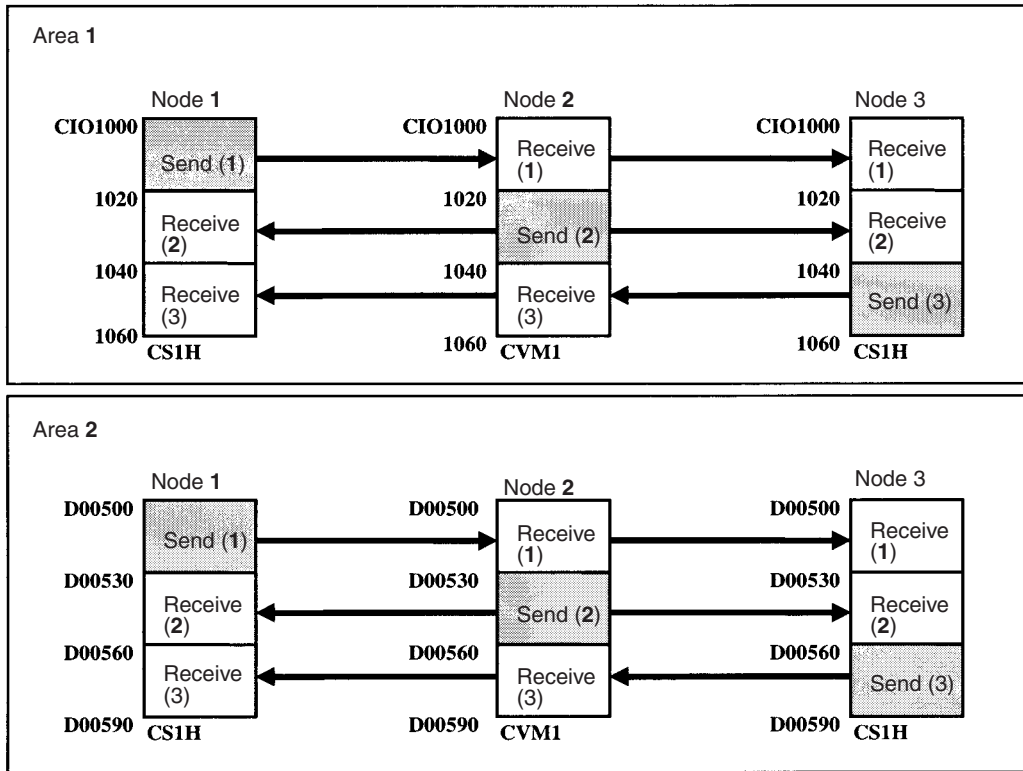 Area 1
Node 1
Node 2
Node 3
CIO1000
CIO1000
CIO1000
Send (1)
Receive
(1)
Receive
(1)
1020
1020
1020
Receive
(2)
Send (2)
Receive
(2)
1040
1040
1040
Receive
(3)
Receive
(3)
Send (3)
1060
1060
1060
CS1H
CVM1
CS1H
Area 2
Node 1
Node 2
Node 3
D00500
D00500
D00500
Send (1)
Receive
(1)
Receive
(1)
D00530
D00530
D00530
Receive
(2)
Send (2)
Receive
(2)
D00560
D00560
D00560
Receive
(3)
Receive
(3)
Send (3)
D00590
D00590
D00590
CS1H
CVM1
CS1H